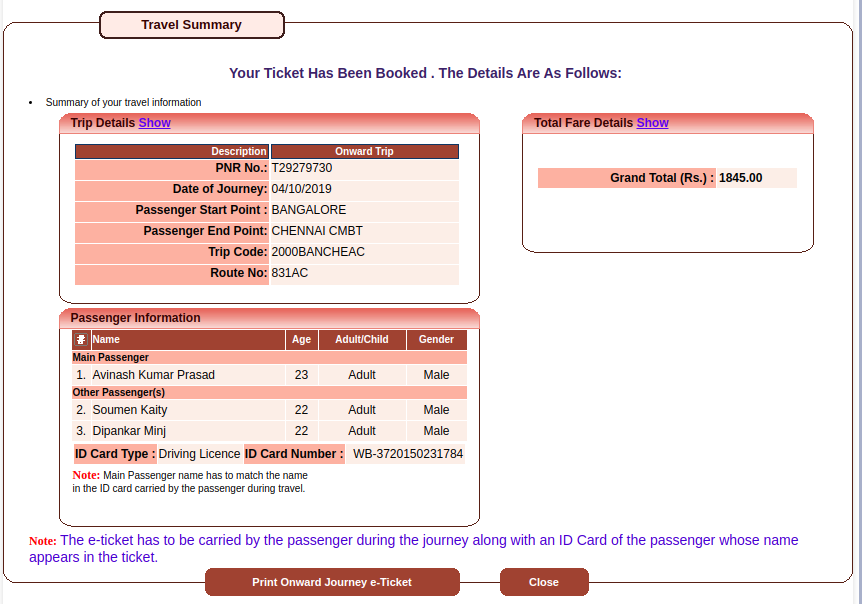 Travel Summary
Your Ticket Has Been Booked . The Details Are As Follows:
• Summary of your travel information
Trip Details Show
Description Onward Trip
PNR No.: T29279730
Date of Journey: 04/10/2019
Passenger Start Point : BANGALORE
Passenger End Point: CHENNAI CMBT
Trip Code: 2000BANCHEAC
Route No: 831AC
Total Fare Details Show
Grand Total (Rs.) : 1845.00
Passenger Information
# Name Age Adult/Child Gender
Main Passenger
1. Avinash Kumar Prasad 23 Adult Male
Other Passenger(s)
2. Soumen Kaity 22 Adult Male
3. Dipankar Minj 22 Adult Male
ID Card Type : Driving Licence ID Card Number : WB-3720150231784
Note: Main Passenger name has to match the name
in the ID card carried by the passenger during travel.
Note: The e-ticket has to be carried by the passenger during the journey along with an ID Card of the passenger whose name
appears in the ticket.
Print Onward Journey e-Ticket
Close